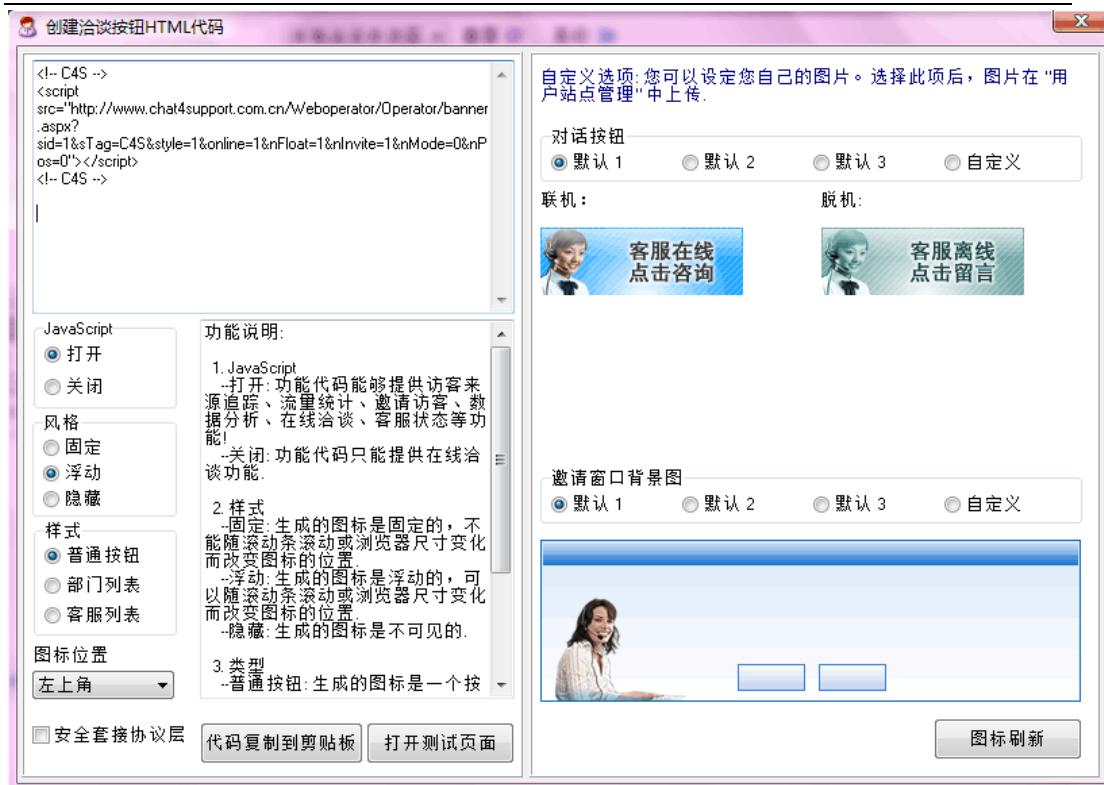 创建洽谈按钮HTML代码
<!-- C4S -->
<script
src="http://www.chat4support.com.cn/Weboperator/Operator/banner
.aspx?
sid=1&sTag=C4S&style=1&online=1&nFloat=1&nInvite=1&nMode=0&nP
os=0"></script>
<!-- C4S -->
JavaScript
打开
关闭
风格
固定
浮动
隐藏
样式
普通按钮
部门列表
客服列表
图标位置
左上角
安全套接协议层
功能说明:
1. JavaScript
--打开: 功能代码能够提供访客来
源追踪、流量统计、邀请访客、数
据分析、在线洽谈、客服状态等功
能!
--关闭: 功能代码只能提供在线洽
谈功能.
2. 样式
--固定: 生成的图标是固定的，不
能随滚动条滚动或浏览器尺寸变化
而改变图标的位置.
--浮动: 生成的图标是浮动的，可
以随滚动条滚动或浏览器尺寸变化
而改变图标的位置.
--隐藏: 生成的图标是不可见的.
3. 类型
--普通按钮: 生成的图标是一个按
代码复制到剪贴板
打开测试页面
自定义选项: 您可以设定您自己的图片。选择此项后，图片在 "用
户站点管理" 中上传.
对话按钮
默认 1 默认 2 默认 3 自定义
联机： 脱机:
客服在线 客服离线
点击咨询 点击留言
邀请窗口背景图
默认 1 默认 2 默认 3 自定义
图标刷新